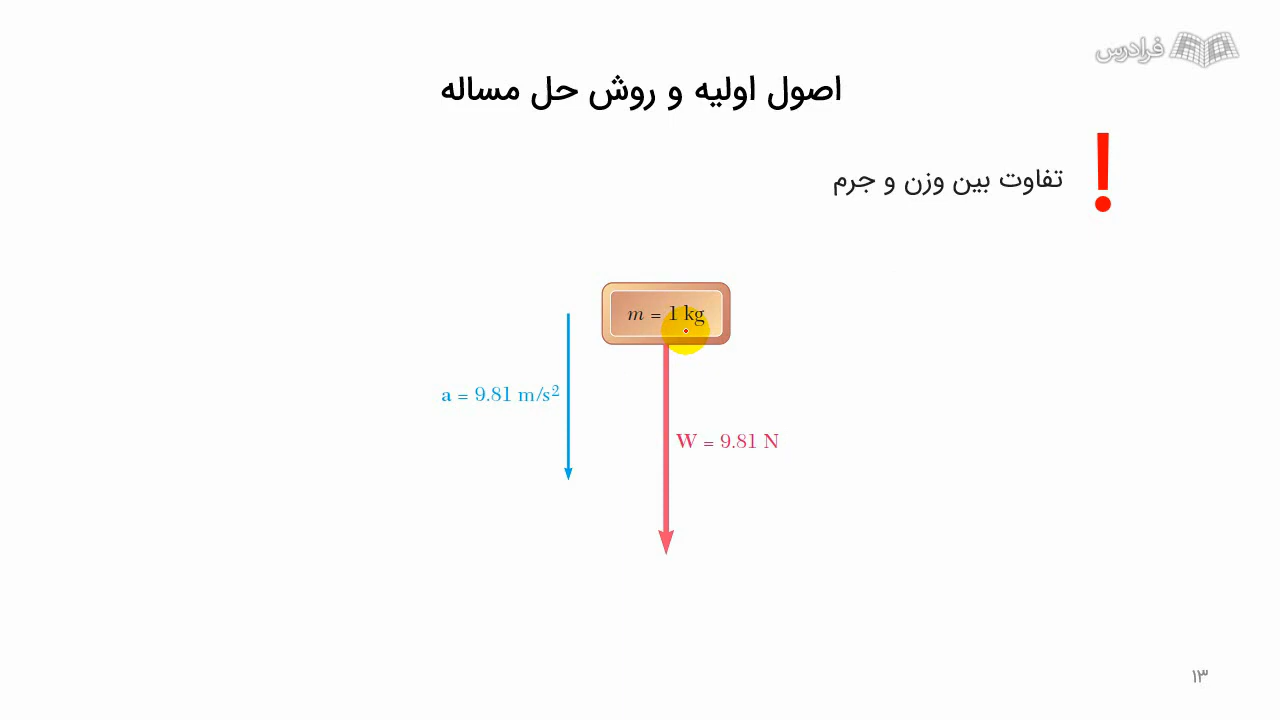 فرادرس
اصول اولیه و روش حل مساله
تفاوت بین وزن و جرم
!
m = 1 kg
a = 9.81 m/s²
W = 9.81 N
۱۳